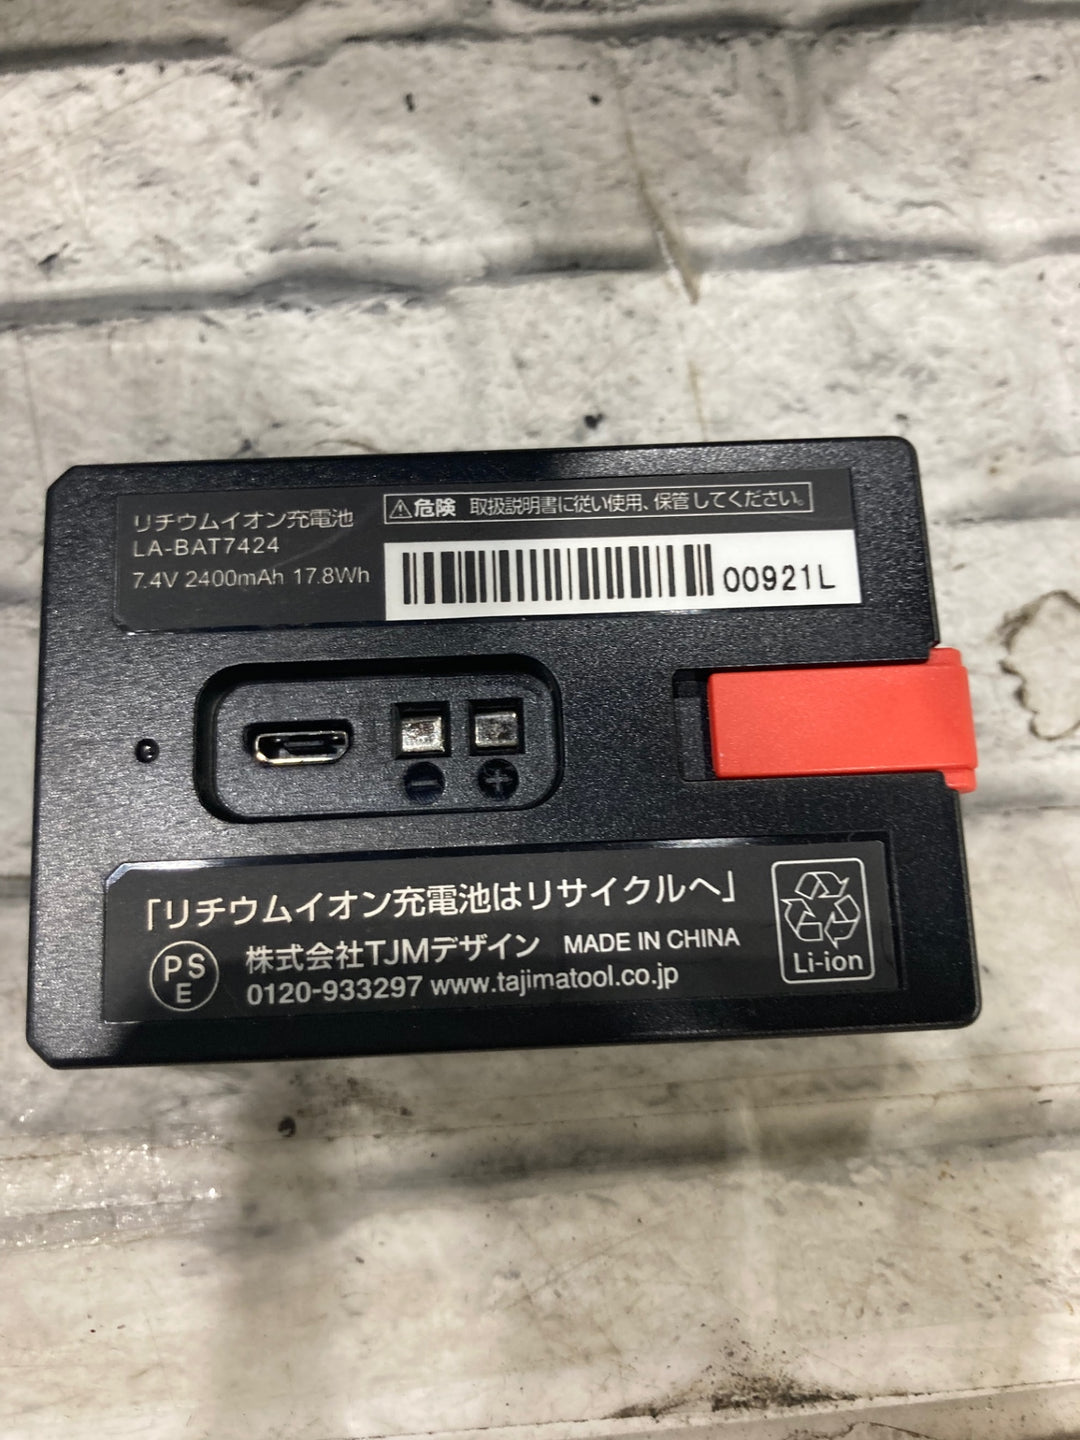 リチウムイオン充電池
LA-BAT7424
7.4V 2400mAh 17.8Wh
⚠危険 取扱説明書に従い使用、保管してください。
00921L
「リチウムイオン充電池はリサイクルへ」
PSE
株式会社TJMデザイン MADE IN CHINA
0120-933297 www.tajimatool.co.jp
Li-ion